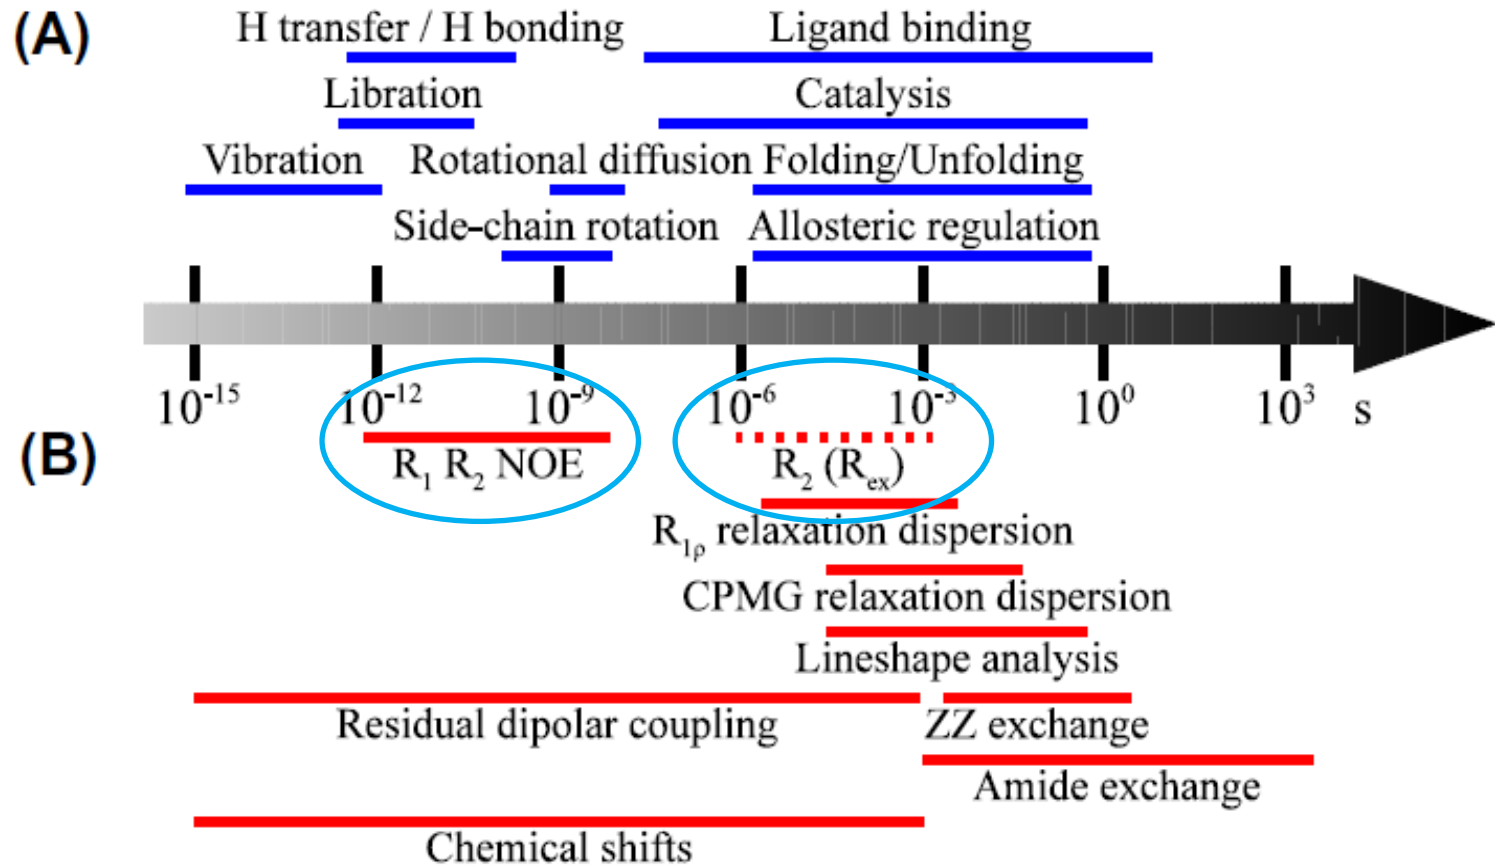 (A)
H transfer / H bonding Ligand binding
Libration Catalysis
Vibration Rotational diffusion Folding/Unfolding
Side-chain rotation Allosteric regulation
10⁻¹⁵ 10⁻¹² 10⁻⁹ 10⁻⁶ 10⁻³ 10⁰ 10³ s
(B)
R₁ R₂ NOE R₂ (Rₑₓ)
R₁ᵨ relaxation dispersion
CPMG relaxation dispersion
Lineshape analysis
Residual dipolar coupling ZZ exchange
Amide exchange
Chemical shifts